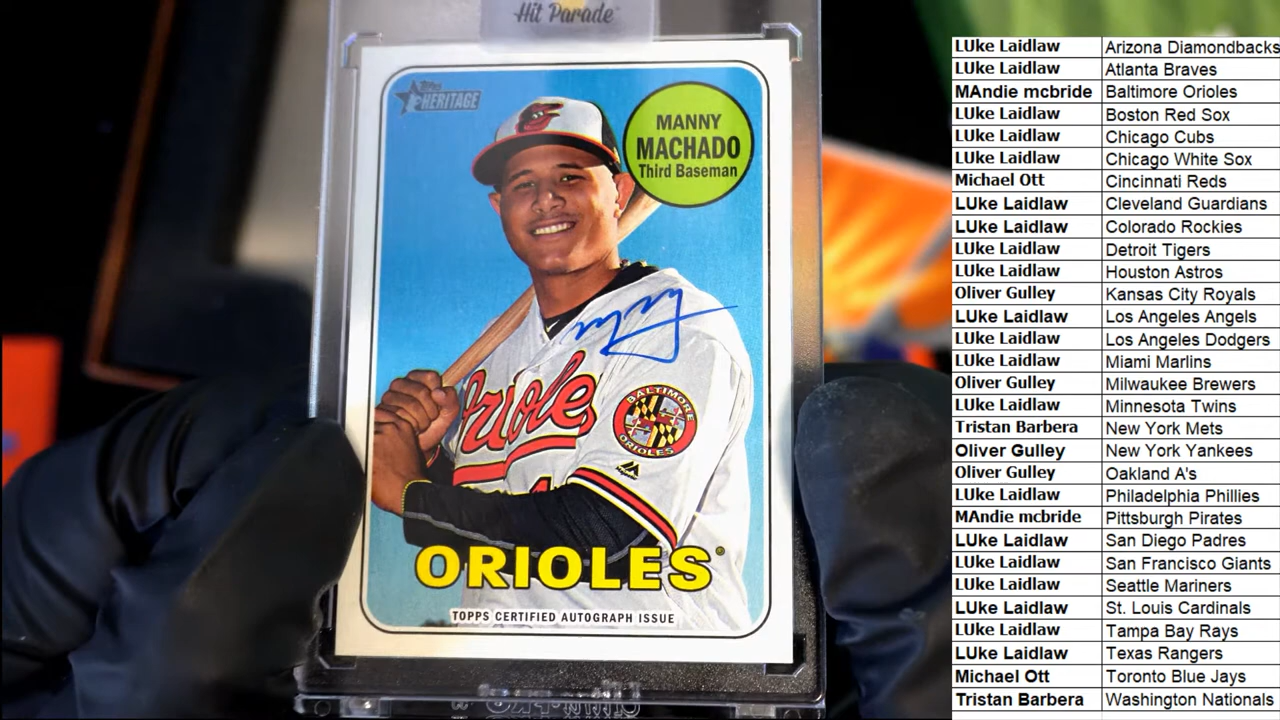 Hit Parade
Topps
HERITAGE
MANNY
MACHADO
Third Baseman
Orioles
BALTIMORE
ORIOLES
ORIOLES
TOPPS CERTIFIED AUTOGRAPH ISSUE
LUke Laidlaw Arizona Diamondbacks
LUke Laidlaw Atlanta Braves
MAndie mcbride Baltimore Orioles
LUke Laidlaw Boston Red Sox
LUke Laidlaw Chicago Cubs
LUke Laidlaw Chicago White Sox
Michael Ott Cincinnati Reds
LUke Laidlaw Cleveland Guardians
LUke Laidlaw Colorado Rockies
LUke Laidlaw Detroit Tigers
LUke Laidlaw Houston Astros
Oliver Gulley Kansas City Royals
LUke Laidlaw Los Angeles Angels
LUke Laidlaw Los Angeles Dodgers
LUke Laidlaw Miami Marlins
Oliver Gulley Milwaukee Brewers
LUke Laidlaw Minnesota Twins
Tristan Barbera New York Mets
Oliver Gulley New York Yankees
Oliver Gulley Oakland A's
LUke Laidlaw Philadelphia Phillies
MAndie mcbride Pittsburgh Pirates
LUke Laidlaw San Diego Padres
LUke Laidlaw San Francisco Giants
LUke Laidlaw Seattle Mariners
LUke Laidlaw St. Louis Cardinals
LUke Laidlaw Tampa Bay Rays
LUke Laidlaw Texas Rangers
Michael Ott Toronto Blue Jays
Tristan Barbera Washington Nationals